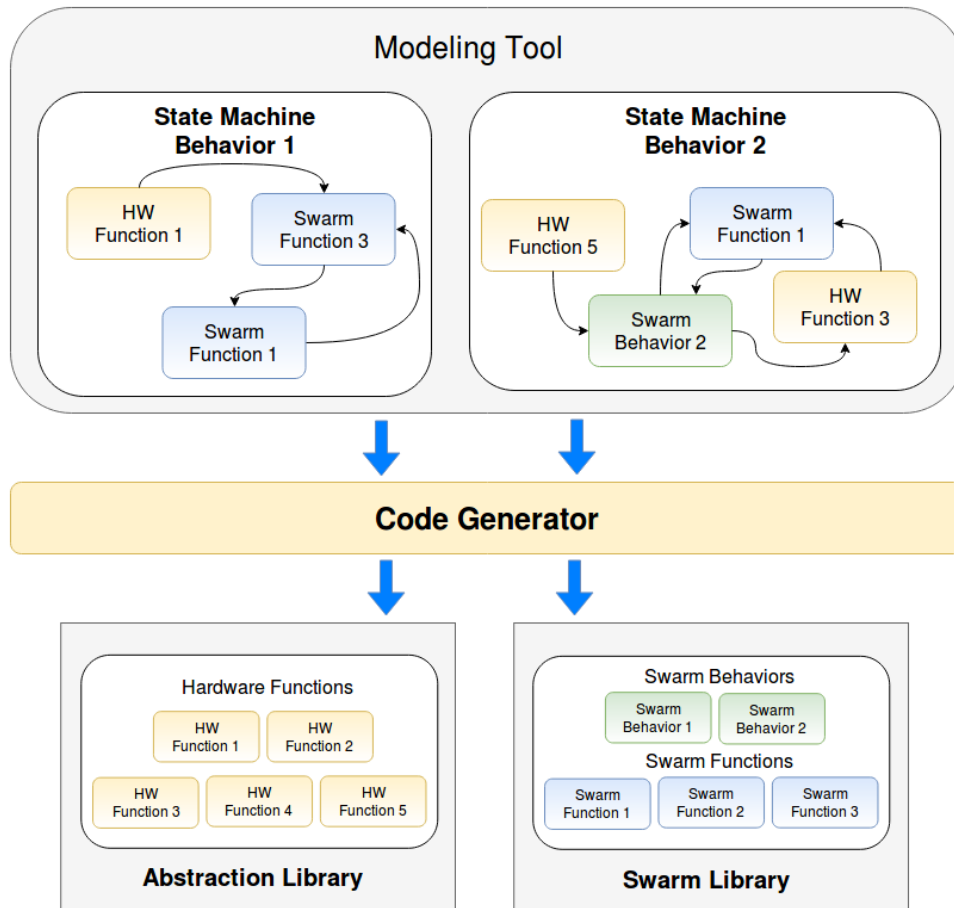 Modeling Tool
State Machine
Behavior 1
HW
Function 1
Swarm
Function 3
Swarm
Function 1
State Machine
Behavior 2
HW
Function 5
Swarm
Function 1
Swarm
Behavior 2
HW
Function 3
Code Generator
Hardware Functions
HW
Function 1
HW
Function 2
HW
Function 3
HW
Function 4
HW
Function 5
Abstraction Library
Swarm Behaviors
Swarm
Behavior 1
Swarm
Behavior 2
Swarm Functions
Swarm
Function 1
Swarm
Function 2
Swarm
Function 3
Swarm Library